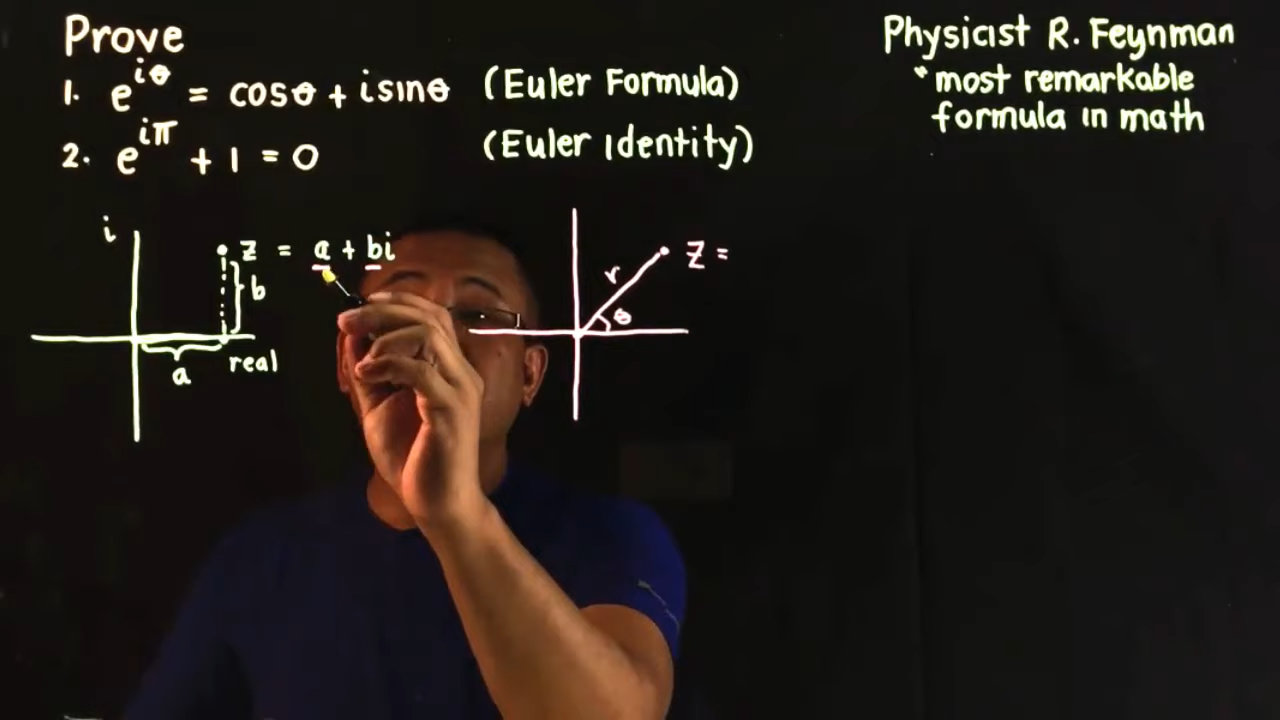 Prove
1. e^{iθ} = cosθ + i sinθ (Euler Formula)
2. e^{iπ} + 1 = 0 (Euler Identity)
Physicist R. Feynman
"most remarkable
formula in math
i
z = a + bi
b
a
real
r
θ
z =